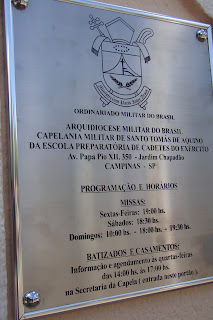 ORDINARIADO MILITAR DO BRASIL
ARQUIDIOCESE MILITAR DO BRASIL
CAPELANIA MILITAR DE SANTO TOMÁS DE AQUINO
DA ESCOLA PREPARATÓRIA DE CADETES DO EXÉRCITO
Av. Papa Pio XII, 350 - Jardim Chapadão
CAMPINAS - SP
PROGRAMAÇÃO E HORÁRIOS
MISSAS:
Sextas-Feiras: 19:00 hs.
Sábados: 18:30 hs.
Domingos: 10:00 hs. - 18:00 hs. - 19:30 hs.
BATIZADOS E CASAMENTOS:
Informação e agendamento às quartas-feiras
das 14:00 hs. às 17:00 hs.
na Secretaria da Capela ( entrada neste portão ).